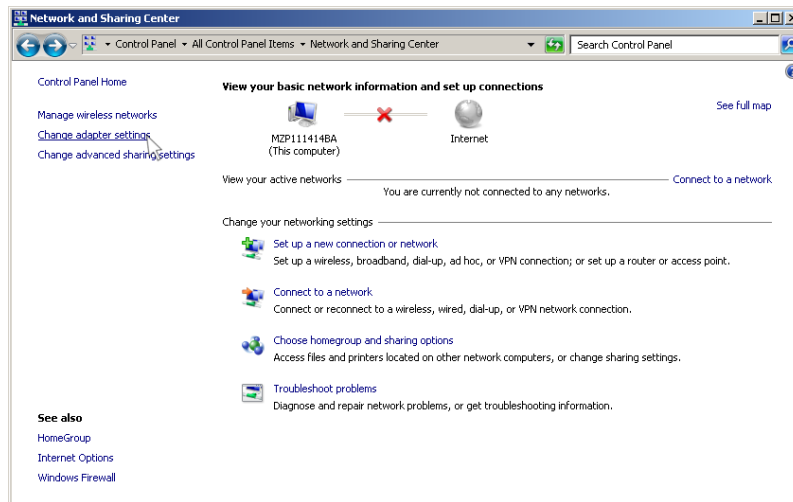 Network and Sharing Center
Control Panel All Control Panel Items Network and Sharing Center Search Control Panel
Control Panel Home
Manage wireless networks
Change adapter settings
Change advanced sharing settings
View your basic network information and set up connections
See full map
MZP111414BA
(This computer)
Internet
View your active networks
Connect to a network
You are currently not connected to any networks.
Change your networking settings
Set up a new connection or network
Set up a wireless, broadband, dial-up, ad hoc, or VPN connection; or set up a router or access point.
Connect to a network
Connect or reconnect to a wireless, wired, dial-up, or VPN network connection.
Choose homegroup and sharing options
Access files and printers located on other network computers, or change sharing settings.
Troubleshoot problems
Diagnose and repair network problems, or get troubleshooting information.
See also
HomeGroup
Internet Options
Windows Firewall